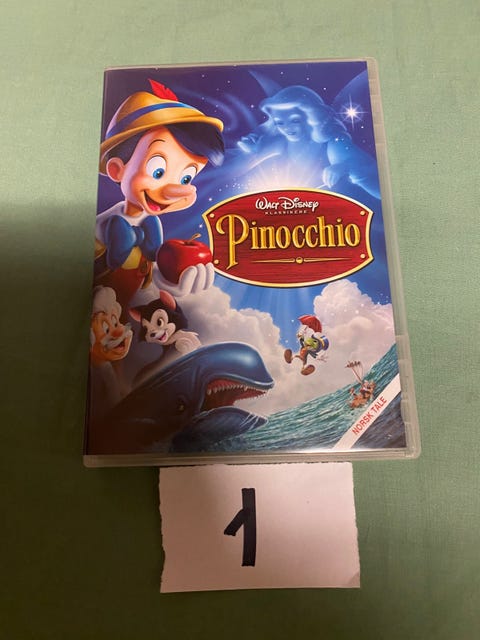 Walt Disney
KLASSIKERE
Pinocchio
NORSK TALE
1